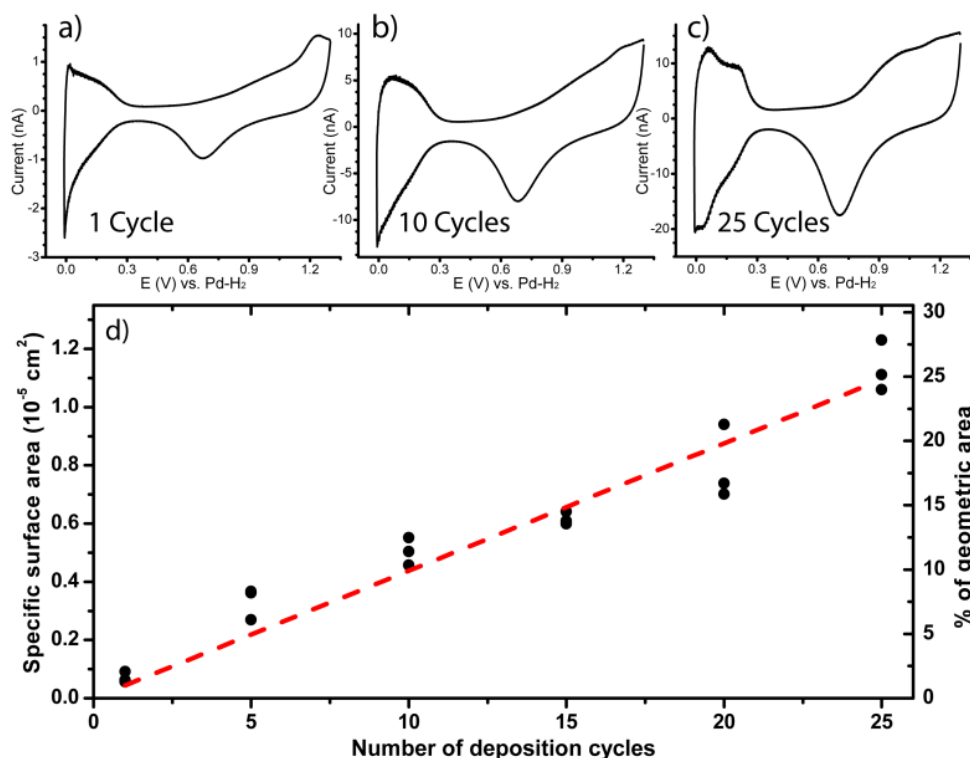 a)
Current (nA)
1
0
-1
-2
-3
1 Cycle
0.0 0.3 0.6 0.9 1.2
E (V) vs. Pd-H₂
b)
Current (nA)
10
5
0
-5
-10
10 Cycles
0.0 0.3 0.6 0.9 1.2
E (V) vs. Pd-H₂
c)
Current (nA)
10
0
-10
-20
25 Cycles
0.0 0.3 0.6 0.9 1.2
E (V) vs. Pd-H₂
d)
Specific surface area (10⁻⁵ cm²)
1.2
1.0
0.8
0.6
0.4
0.2
0.0
0 5 10 15 20 25
Number of deposition cycles
30
25
20
15
10
5
0
% of geometric area